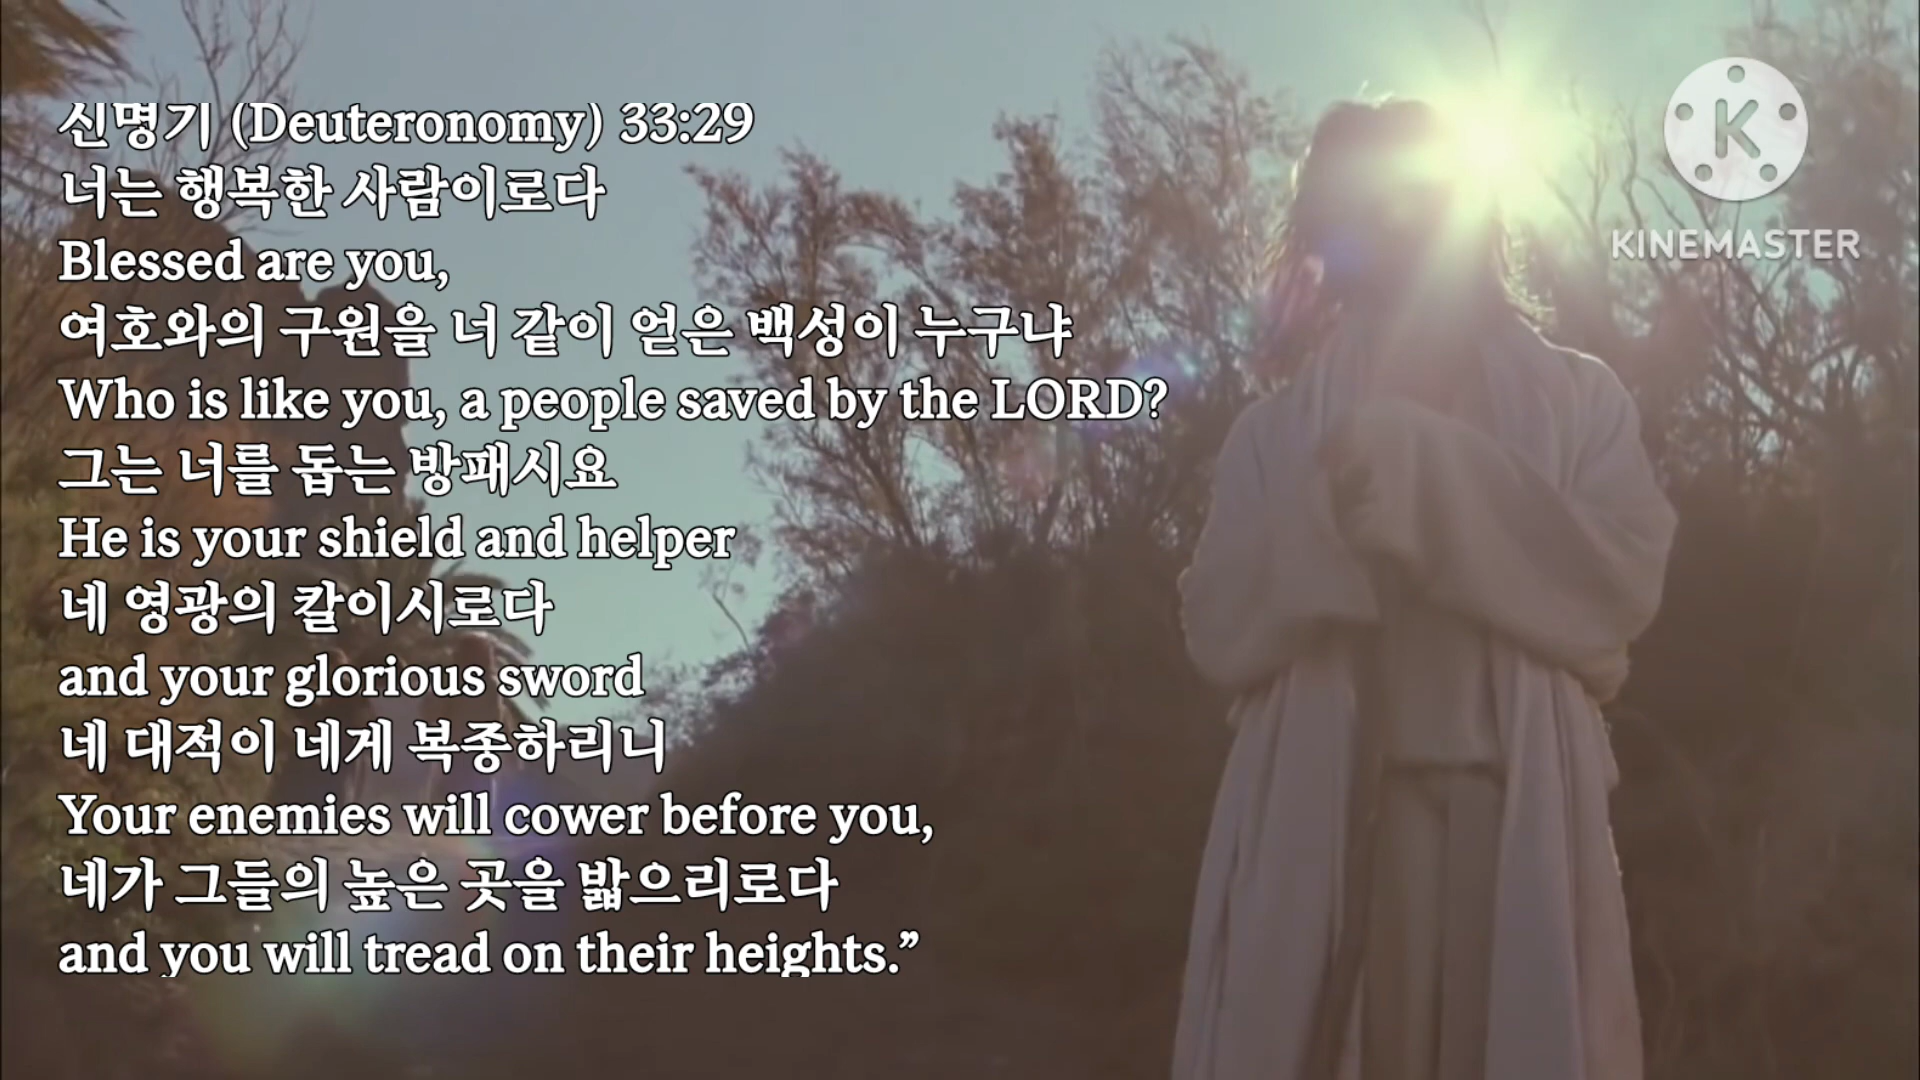 신명기 (Deuteronomy) 33:29
너는 행복한 사람이로다
Blessed are you,
여호와의 구원을 너 같이 얻은 백성이 누구냐
Who is like you, a people saved by the LORD?
그는 너를 돕는 방패시요
He is your shield and helper
네 영광의 칼이시로다
and your glorious sword
네 대적이 네게 복종하리니
Your enemies will cower before you,
네가 그들의 높은 곳을 밟으리로다
and you will tread on their heights.”
K
KINEMASTER